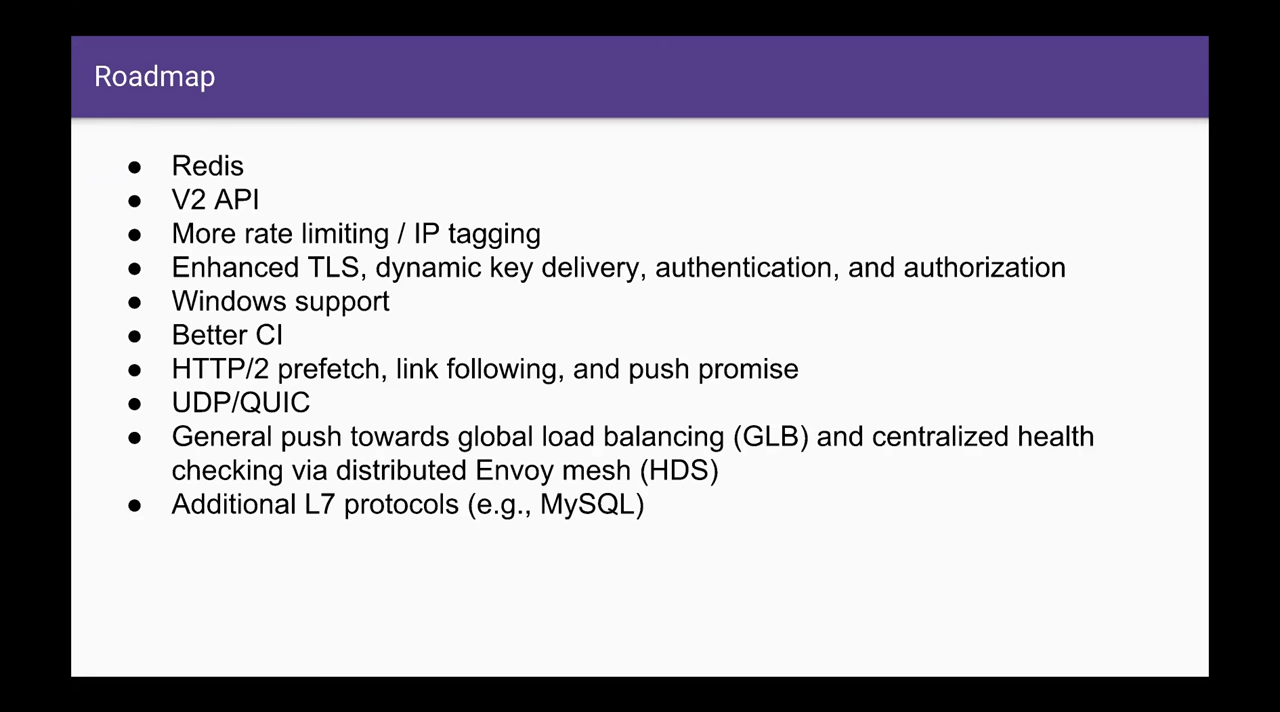 Roadmap
● Redis
● V2 API
● More rate limiting / IP tagging
● Enhanced TLS, dynamic key delivery, authentication, and authorization
● Windows support
● Better CI
● HTTP/2 prefetch, link following, and push promise
● UDP/QUIC
● General push towards global load balancing (GLB) and centralized health
checking via distributed Envoy mesh (HDS)
● Additional L7 protocols (e.g., MySQL)